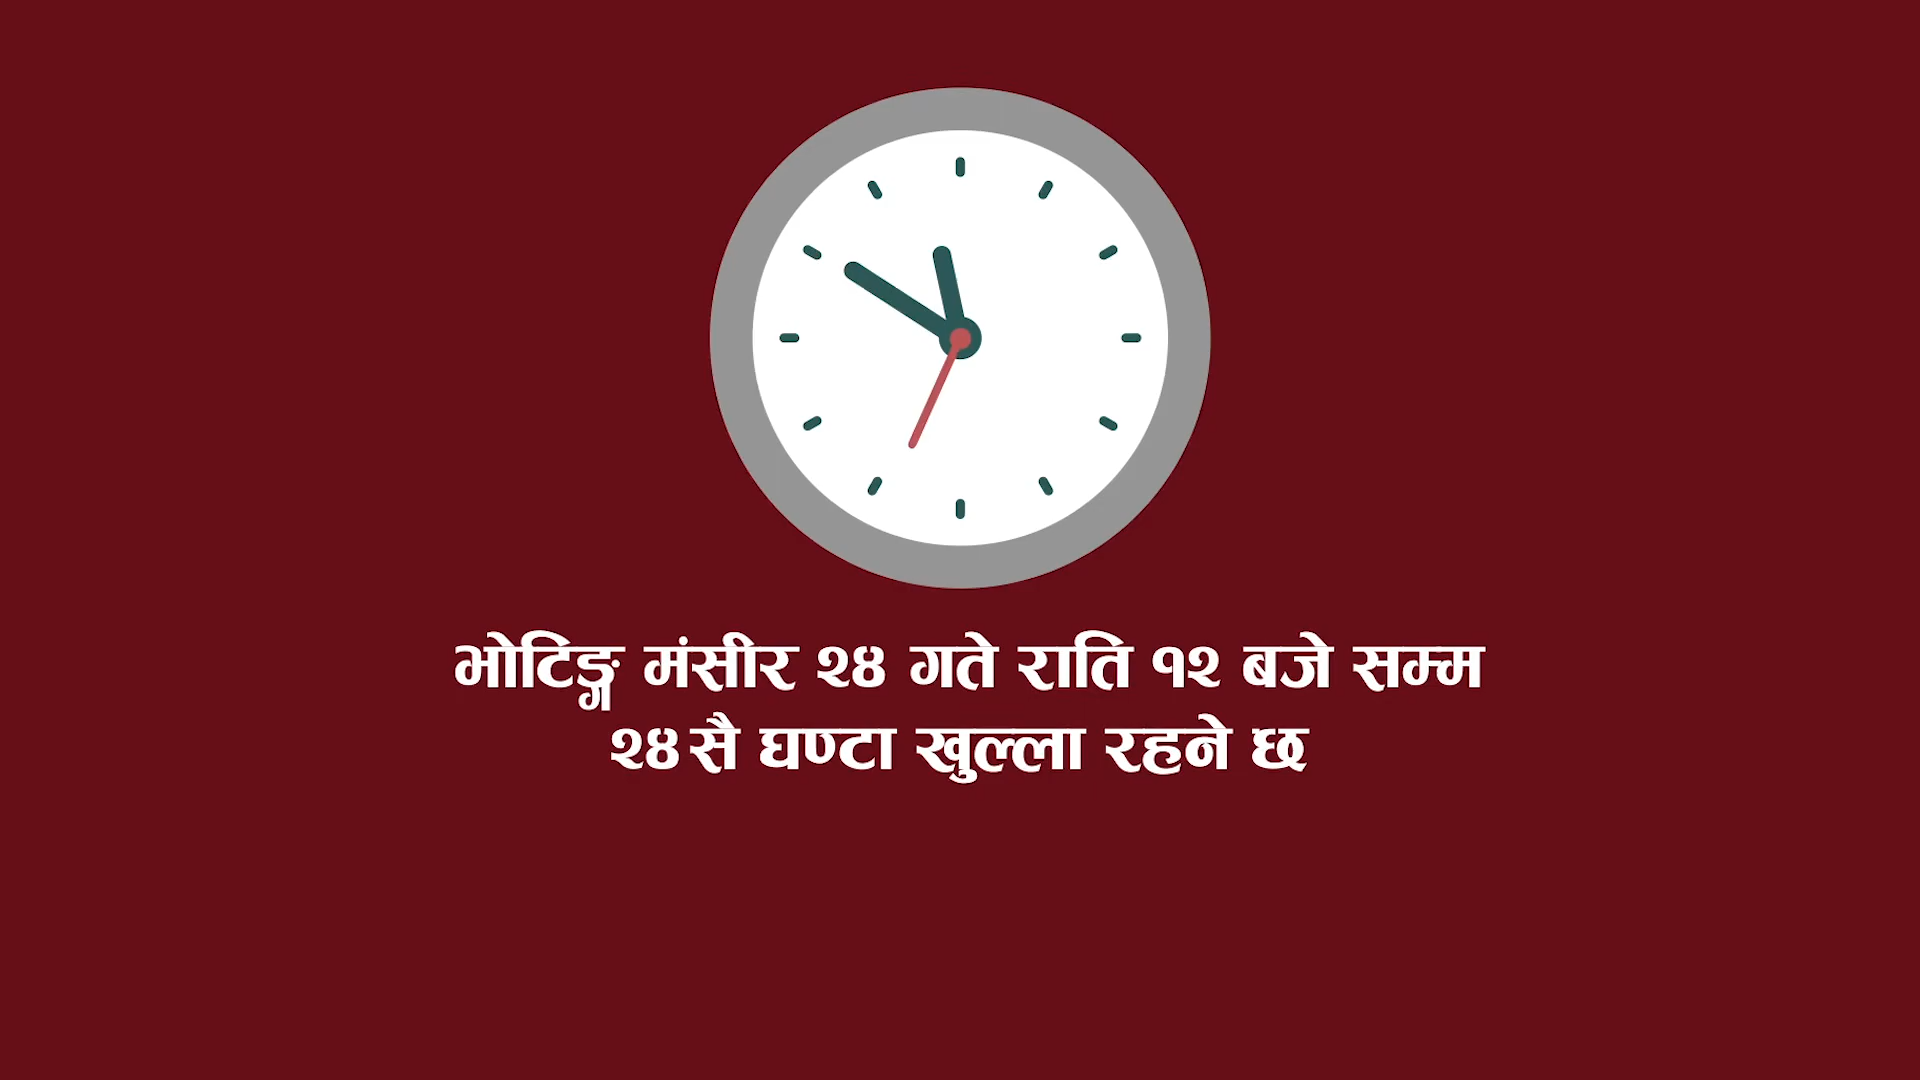 भोटिङ्ग मंसीर २४ गते राति १२ बजे सम्म
२४सै घण्टा खुल्ला रहने छ